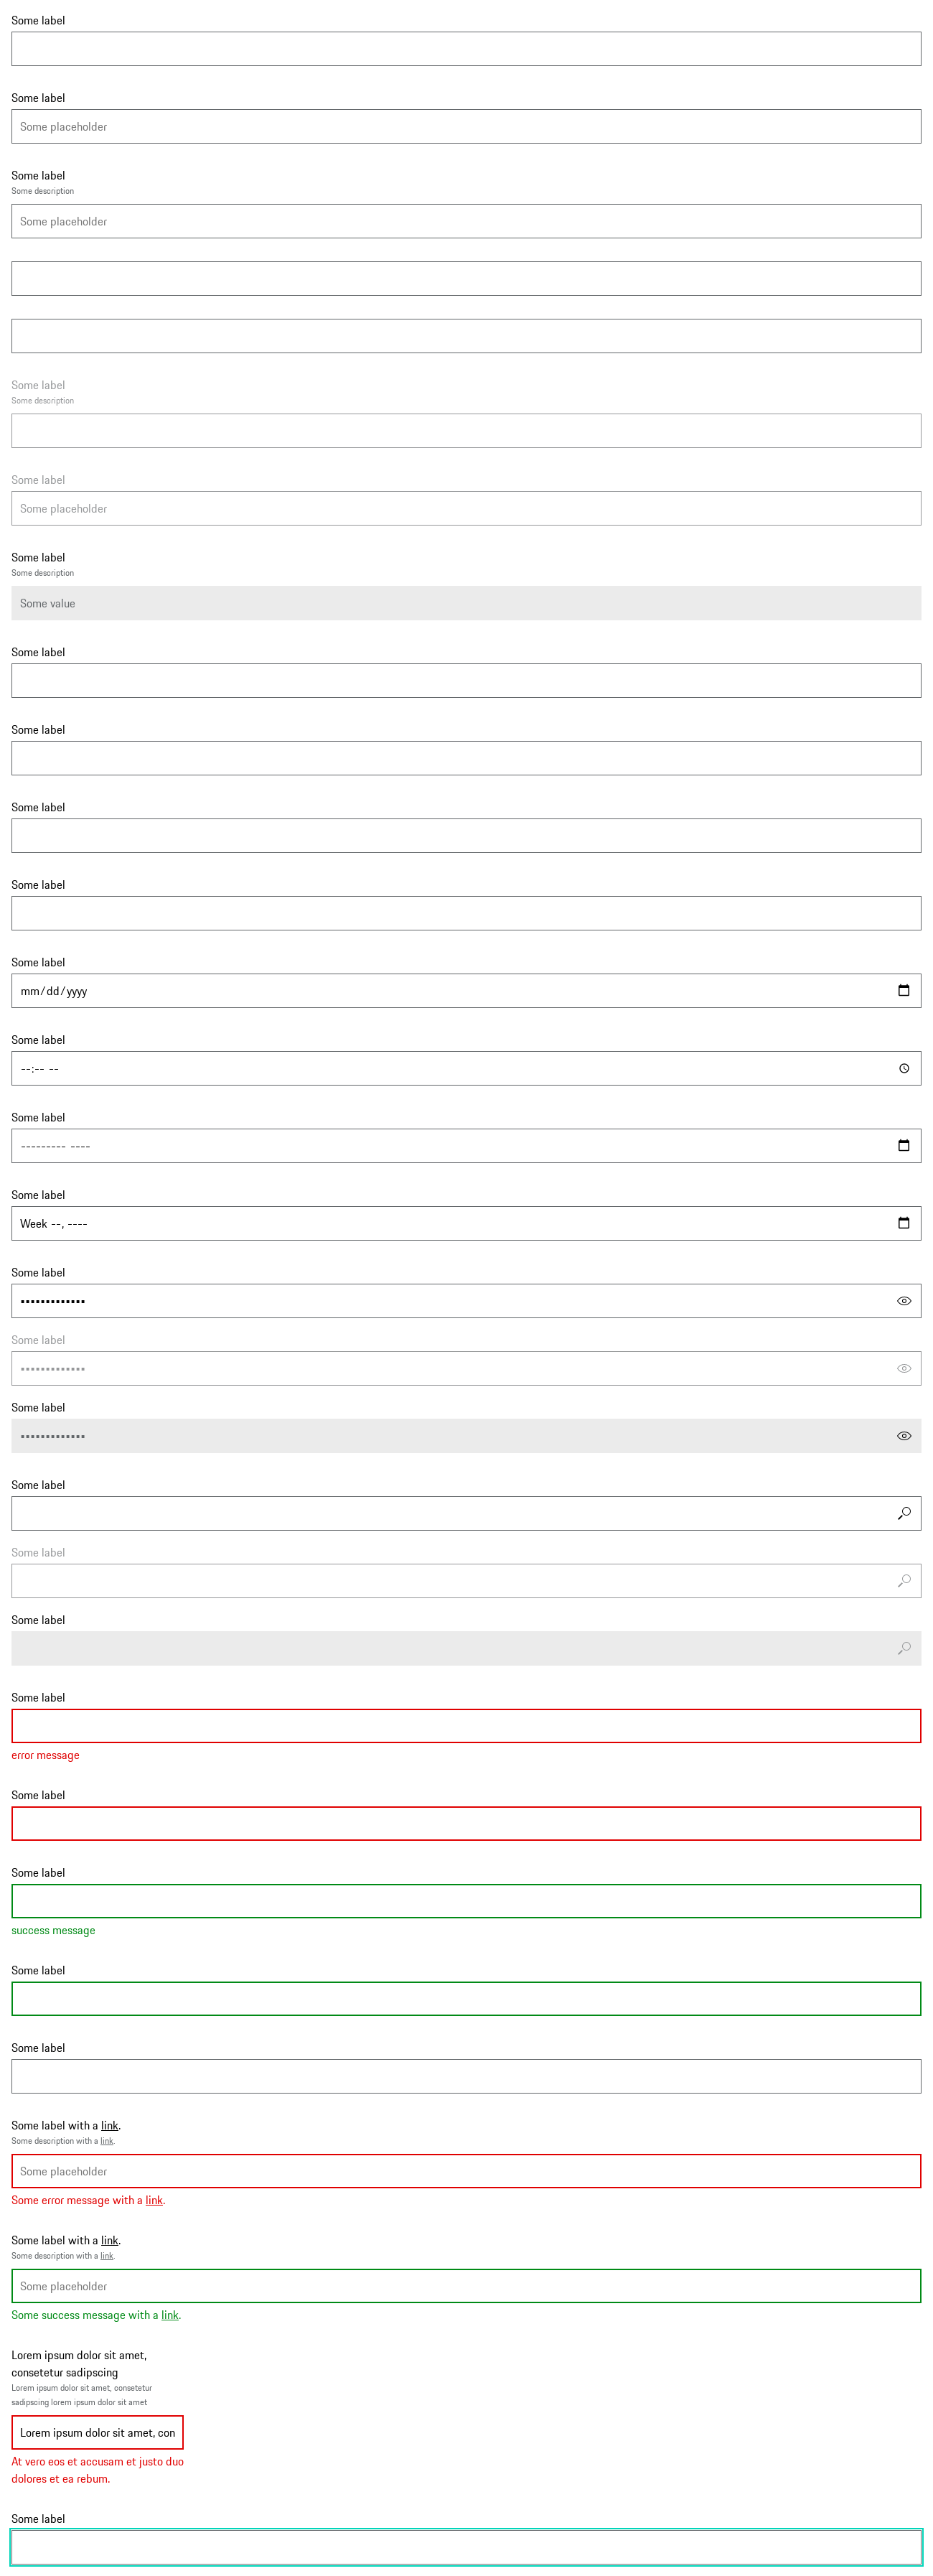 Some label
Some label
Some placeholder
Some label
Some description
Some placeholder
Some label
Some description
Some label
Some placeholder
Some label
Some description
Some value
Some label
Some label
Some label
Some label
Some label
mm/dd/yyyy
Some label
--:-- --
Some label
--------- ----
Some label
Week --, ----
Some label
•••••••••••••
Some label
•••••••••••••
Some label
•••••••••••••
Some label
Some label
Some label
Some label
error message
Some label
Some label
success message
Some label
Some label
Some label with a link.
Some description with a link.
Some placeholder
Some error message with a link.
Some label with a link.
Some description with a link.
Some placeholder
Some success message with a link.
Lorem ipsum dolor sit amet,
consetetur sadipscing
Lorem ipsum dolor sit amet, consetetur
sadipscing lorem ipsum dolor sit amet
Lorem ipsum dolor sit amet, con
At vero eos et accusam et justo duo
dolores et ea rebum.
Some label